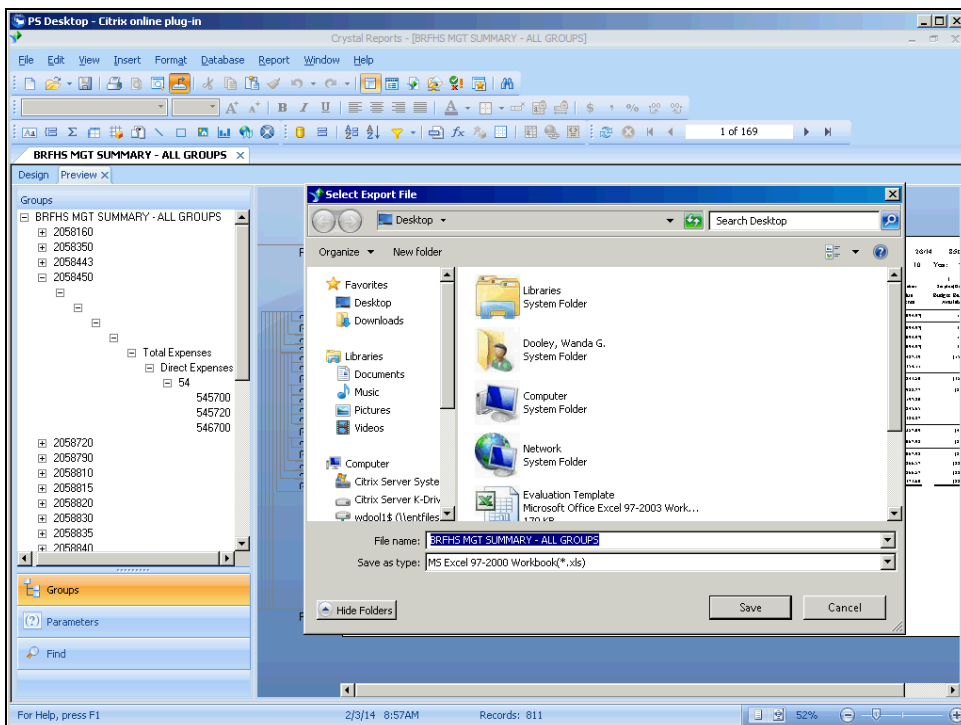 PS Desktop - Citrix online plug-in
Crystal Reports - [BRFHS MGT SUMMARY - ALL GROUPS]
File Edit View Insert Format Database Report Window Help
B I U A $ %
1 of 169
BRFHS MGT SUMMARY - ALL GROUPS
Design Preview
Groups
BRFHS MGT SUMMARY - ALL GROUPS
2058160
2058350
2058443
2058450
Total Expenses
Direct Expenses
54
545700
545720
546700
2058720
2058790
2058810
2058815
2058820
2058830
2058835
2058840
Groups
(?) Parameters
Find
Select Export File
Desktop
Search Desktop
Organize New folder
Favorites
Desktop
Downloads
Libraries
Documents
Music
Pictures
Videos
Computer
Citrix Server Syste
Citrix Server K-Driv
wdool1$ (\\entfiles
Libraries
System Folder
Dooley, Wanda G.
System Folder
Computer
System Folder
Network
System Folder
Evaluation Template
Microsoft Office Excel 97-2003 Work...
170 KB
File name: BRFHS MGT SUMMARY - ALL GROUPS
Save as type: MS Excel 97-2000 Workbook(*.xls)
Hide Folders
Save Cancel
For Help, press F1 2/3/14 8:57AM Records: 811 52%